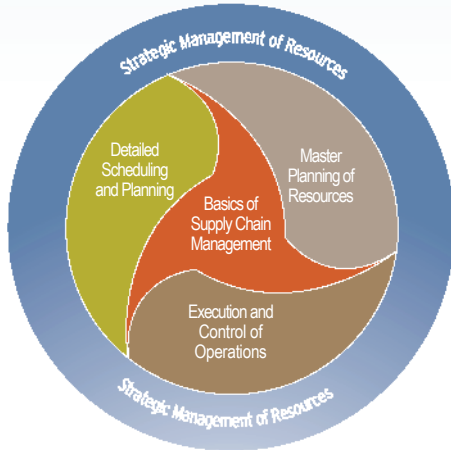 Strategic Management of Resources
Detailed
Scheduling
and Planning
Master
Planning of
Resources
Basics of
Supply Chain
Management
Execution and
Control of
Operations
Strategic Management of Resources